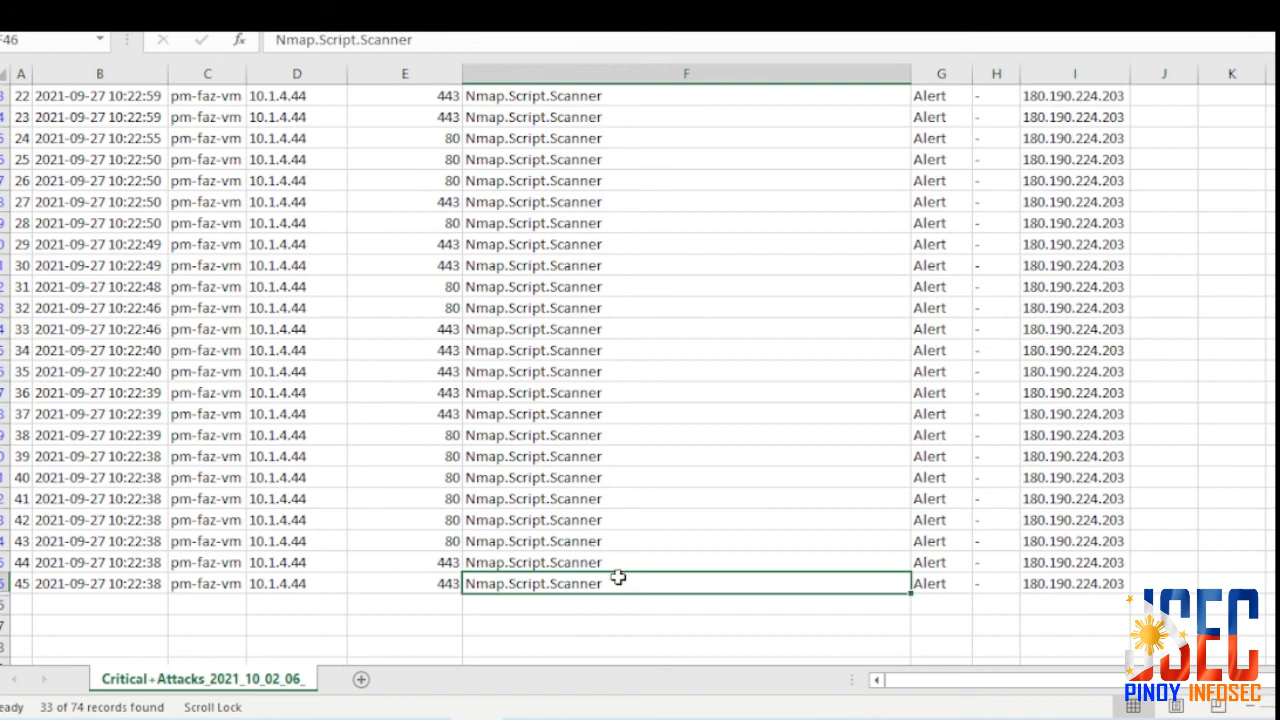 F46 Nmap.Script.Scanner
A B C D E F G H I J K
22 2021-09-27 10:22:59 pm-faz-vm 10.1.4.44 443 Nmap.Script.Scanner Alert - 180.190.224.203
23 2021-09-27 10:22:59 pm-faz-vm 10.1.4.44 443 Nmap.Script.Scanner Alert - 180.190.224.203
24 2021-09-27 10:22:55 pm-faz-vm 10.1.4.44 80 Nmap.Script.Scanner Alert - 180.190.224.203
25 2021-09-27 10:22:50 pm-faz-vm 10.1.4.44 80 Nmap.Script.Scanner Alert - 180.190.224.203
26 2021-09-27 10:22:50 pm-faz-vm 10.1.4.44 80 Nmap.Script.Scanner Alert - 180.190.224.203
27 2021-09-27 10:22:50 pm-faz-vm 10.1.4.44 443 Nmap.Script.Scanner Alert - 180.190.224.203
28 2021-09-27 10:22:50 pm-faz-vm 10.1.4.44 80 Nmap.Script.Scanner Alert - 180.190.224.203
29 2021-09-27 10:22:49 pm-faz-vm 10.1.4.44 443 Nmap.Script.Scanner Alert - 180.190.224.203
30 2021-09-27 10:22:49 pm-faz-vm 10.1.4.44 443 Nmap.Script.Scanner Alert - 180.190.224.203
31 2021-09-27 10:22:48 pm-faz-vm 10.1.4.44 80 Nmap.Script.Scanner Alert - 180.190.224.203
32 2021-09-27 10:22:46 pm-faz-vm 10.1.4.44 80 Nmap.Script.Scanner Alert - 180.190.224.203
33 2021-09-27 10:22:46 pm-faz-vm 10.1.4.44 443 Nmap.Script.Scanner Alert - 180.190.224.203
34 2021-09-27 10:22:40 pm-faz-vm 10.1.4.44 443 Nmap.Script.Scanner Alert - 180.190.224.203
35 2021-09-27 10:22:40 pm-faz-vm 10.1.4.44 443 Nmap.Script.Scanner Alert - 180.190.224.203
36 2021-09-27 10:22:39 pm-faz-vm 10.1.4.44 443 Nmap.Script.Scanner Alert - 180.190.224.203
37 2021-09-27 10:22:39 pm-faz-vm 10.1.4.44 443 Nmap.Script.Scanner Alert - 180.190.224.203
38 2021-09-27 10:22:39 pm-faz-vm 10.1.4.44 80 Nmap.Script.Scanner Alert - 180.190.224.203
39 2021-09-27 10:22:38 pm-faz-vm 10.1.4.44 80 Nmap.Script.Scanner Alert - 180.190.224.203
40 2021-09-27 10:22:38 pm-faz-vm 10.1.4.44 80 Nmap.Script.Scanner Alert - 180.190.224.203
41 2021-09-27 10:22:38 pm-faz-vm 10.1.4.44 80 Nmap.Script.Scanner Alert - 180.190.224.203
42 2021-09-27 10:22:38 pm-faz-vm 10.1.4.44 80 Nmap.Script.Scanner Alert - 180.190.224.203
43 2021-09-27 10:22:38 pm-faz-vm 10.1.4.44 80 Nmap.Script.Scanner Alert - 180.190.224.203
44 2021-09-27 10:22:38 pm-faz-vm 10.1.4.44 443 Nmap.Script.Scanner Alert - 180.190.224.203
45 2021-09-27 10:22:38 pm-faz-vm 10.1.4.44 443 Nmap.Script.Scanner Alert - 180.190.224.203
JSEC
PINOY INFOSEC
Critical+Attacks_2021_10_02_06_
33 of 74 records found Scroll Lock